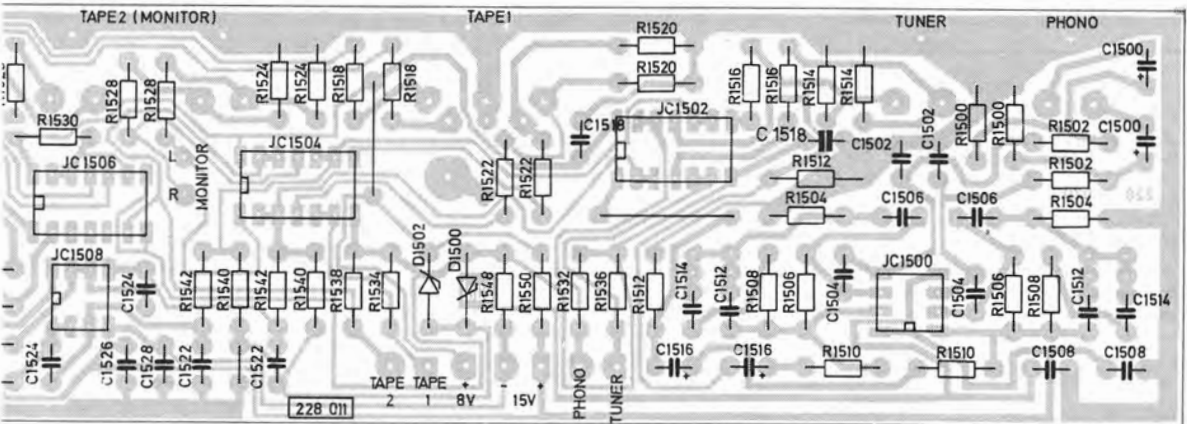 TAPE2 (MONITOR) TAPE1 TUNER PHONO
R1528
R1528
R1524
R1524
R1518
R1518
R1520
R1520
R1516
R1516
R1514
R1514
C1500
R1530
JC1506
L
R
MONITOR
JC1504
R1522
R1522
C1518
JC1502
C 1518
R1512
R1504
C1502
C1502
R1500
R1500
R1502
C1500
R1502
C1506
C1506
R1504
220
JC1508
C1524
R1542
R1540
R1542
R1540
R1538
R1534
D1502
D1500
R1548
R1550
R1532
R1536
R1512
C1514
C1512
R1508
R1506
C1504
JC1500
C1504
R1506
R1508
C1512
C1514
C1524
C1526
C1528
C1522
C1522
C1516
C1516
R1510
R1510
C1508
C1508
TAPE 2
TAPE 1
+
8V
-
+
15V
PHONO
TUNER
228 011